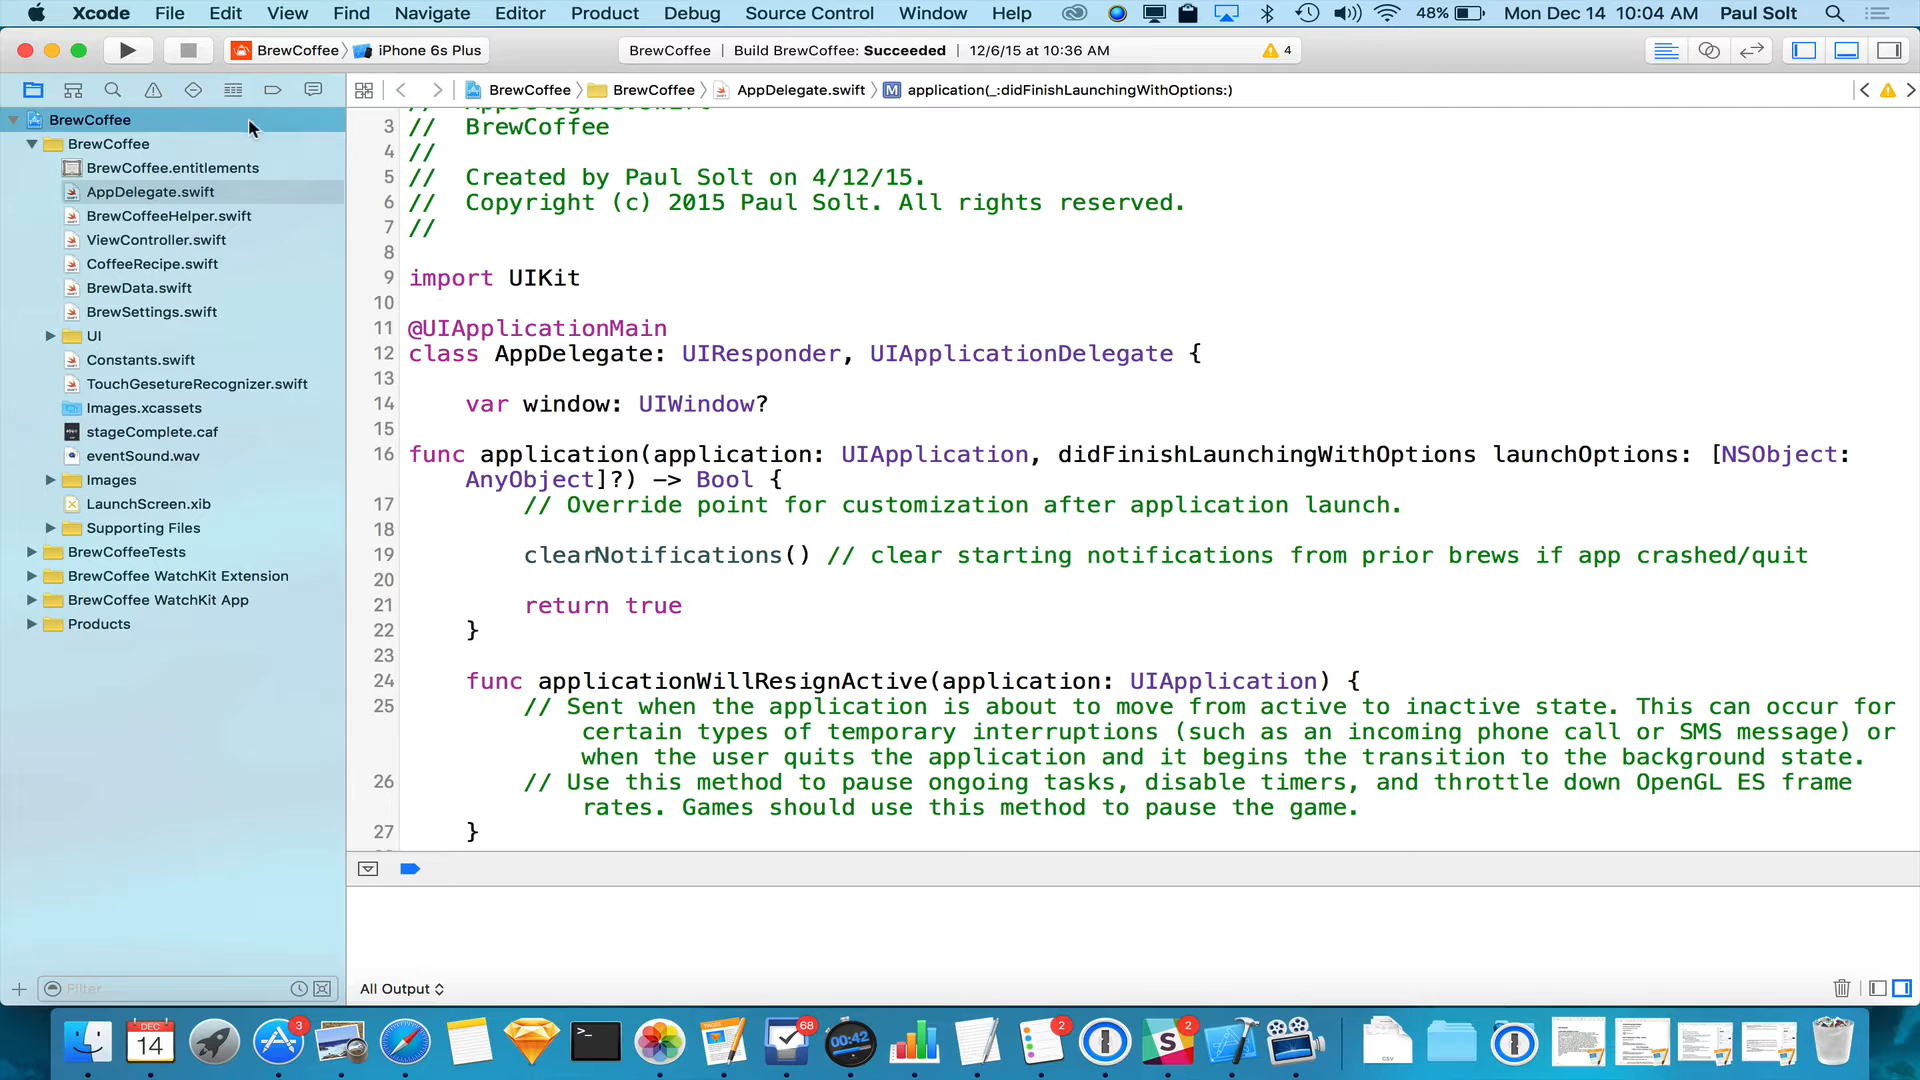 Xcode File Edit View Find Navigate Editor Product Debug Source Control Window Help 48% Mon Dec 14 10:04 AM Paul Solt
BrewCoffee iPhone 6s Plus BrewCoffee Build BrewCoffee: Succeeded 12/6/15 at 10:36 AM 4
BrewCoffee BrewCoffee AppDelegate.swift M application(_:didFinishLaunchingWithOptions:)
BrewCoffee
BrewCoffee
BrewCoffee.entitlements
AppDelegate.swift
BrewCoffeeHelper.swift
ViewController.swift
CoffeeRecipe.swift
BrewData.swift
BrewSettings.swift
UI
Constants.swift
TouchGesetureRecognizer.swift
Images.xcassets
stageComplete.caf
eventSound.wav
Images
LaunchScreen.xib
Supporting Files
BrewCoffeeTests
BrewCoffee WatchKit Extension
BrewCoffee WatchKit App
Products
Filter
// AppDelegate.swift
3 // BrewCoffee
4 //
5 // Created by Paul Solt on 4/12/15.
6 // Copyright (c) 2015 Paul Solt. All rights reserved.
7 //
8
9 import UIKit
10
11 @UIApplicationMain
12 class AppDelegate: UIResponder, UIApplicationDelegate {
13
14 var window: UIWindow?
15
16 func application(application: UIApplication, didFinishLaunchingWithOptions launchOptions: [NSObject:
AnyObject]?) -> Bool {
17 // Override point for customization after application launch.
18
19 clearNotifications() // clear starting notifications from prior brews if app crashed/quit
20
21 return true
22 }
23
24 func applicationWillResignActive(application: UIApplication) {
25 // Sent when the application is about to move from active to inactive state. This can occur for
certain types of temporary interruptions (such as an incoming phone call or SMS message) or
when the user quits the application and it begins the transition to the background state.
26 // Use this method to pause ongoing tasks, disable timers, and throttle down OpenGL ES frame
rates. Games should use this method to pause the game.
27 }
All Output
DEC 14 3 PAGES 68 00:42 2 2 S CSV